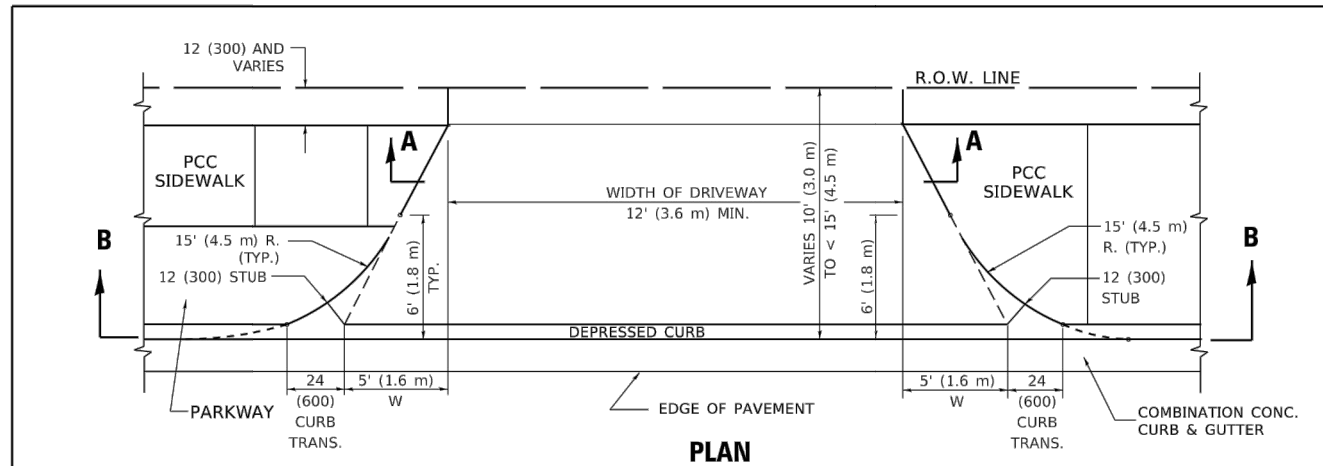 12 (300) AND
VARIES
R.O.W. LINE
A
A
PCC
SIDEWALK
WIDTH OF DRIVEWAY
12' (3.6 m) MIN.
VARIES 10' (3.0 m)
TO < 15' (4.5 m)
PCC
SIDEWALK
B
15' (4.5 m) R.
(TYP.)
12 (300) STUB
6' (1.8 m)
TYP.
6' (1.8 m)
15' (4.5 m)
R. (TYP.)
12 (300)
STUB
B
DEPRESSED CURB
24
(600)
CURB
TRANS.
5' (1.6 m)
W
PARKWAY
EDGE OF PAVEMENT
5' (1.6 m)
W
24
(600)
CURB
TRANS.
COMBINATION CONC.
CURB & GUTTER
PLAN